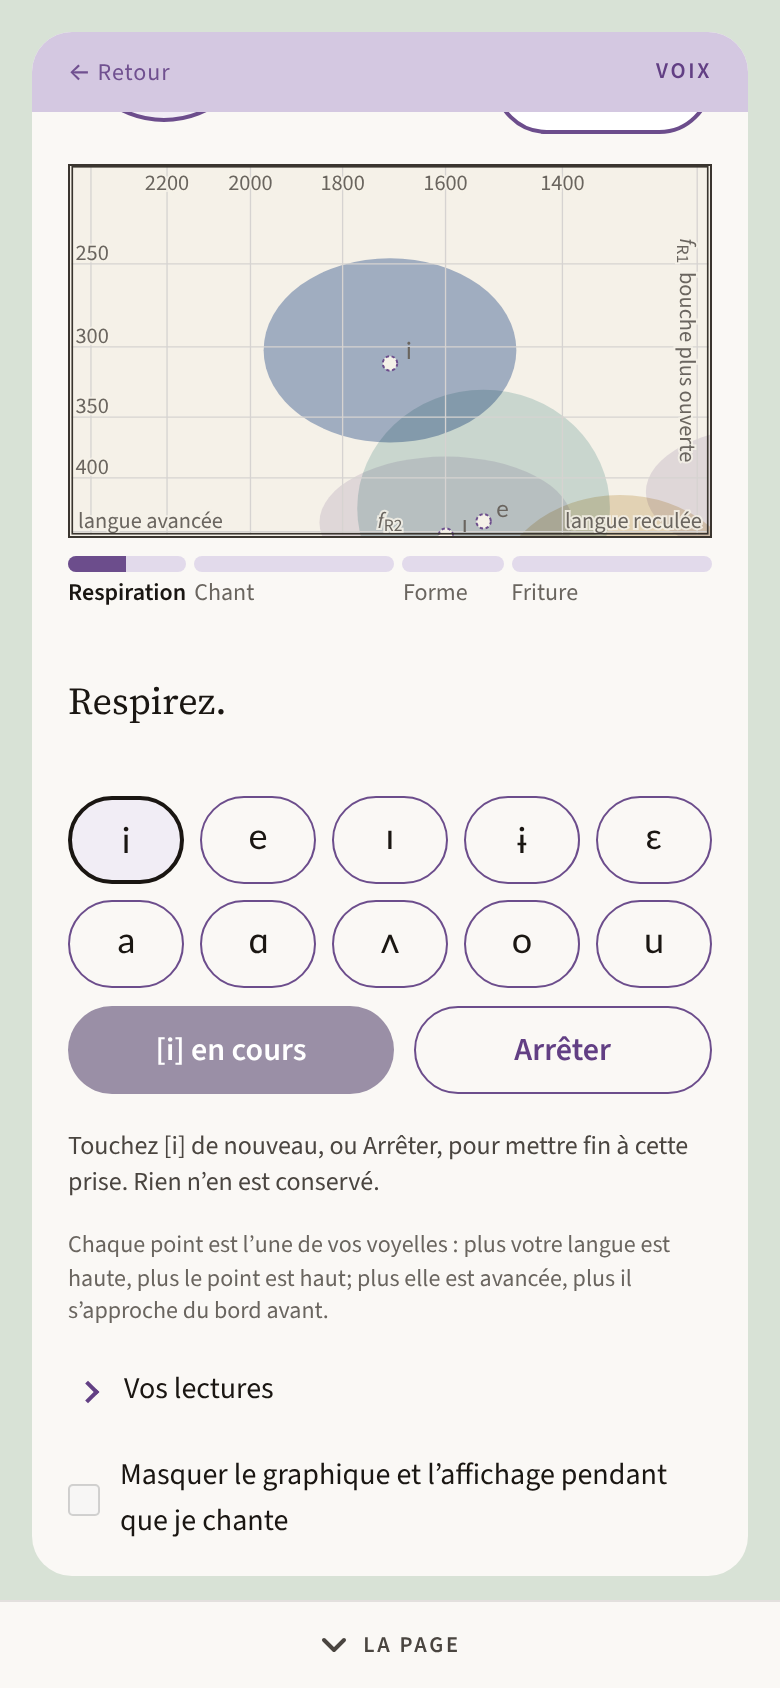 ← Retour
VOIX
2200 2000 1800 1600 1400
250
300
350
400
fR1 bouche plus ouverte
i
e
ɪ
langue avancée
fR2
langue reculée
Respiration Chant Forme Friture
Respirez.
i e ɪ ɨ ɛ
a ɑ ʌ o u
[i] en cours
Arrêter
Touchez [i] de nouveau, ou Arrêter, pour mettre fin à cette
prise. Rien n’en est conservé.
Chaque point est l’une de vos voyelles : plus votre langue est
haute, plus le point est haut; plus elle est avancée, plus il
s’approche du bord avant.
Vos lectures
Masquer le graphique et l’affichage pendant
que je chante
LA PAGE